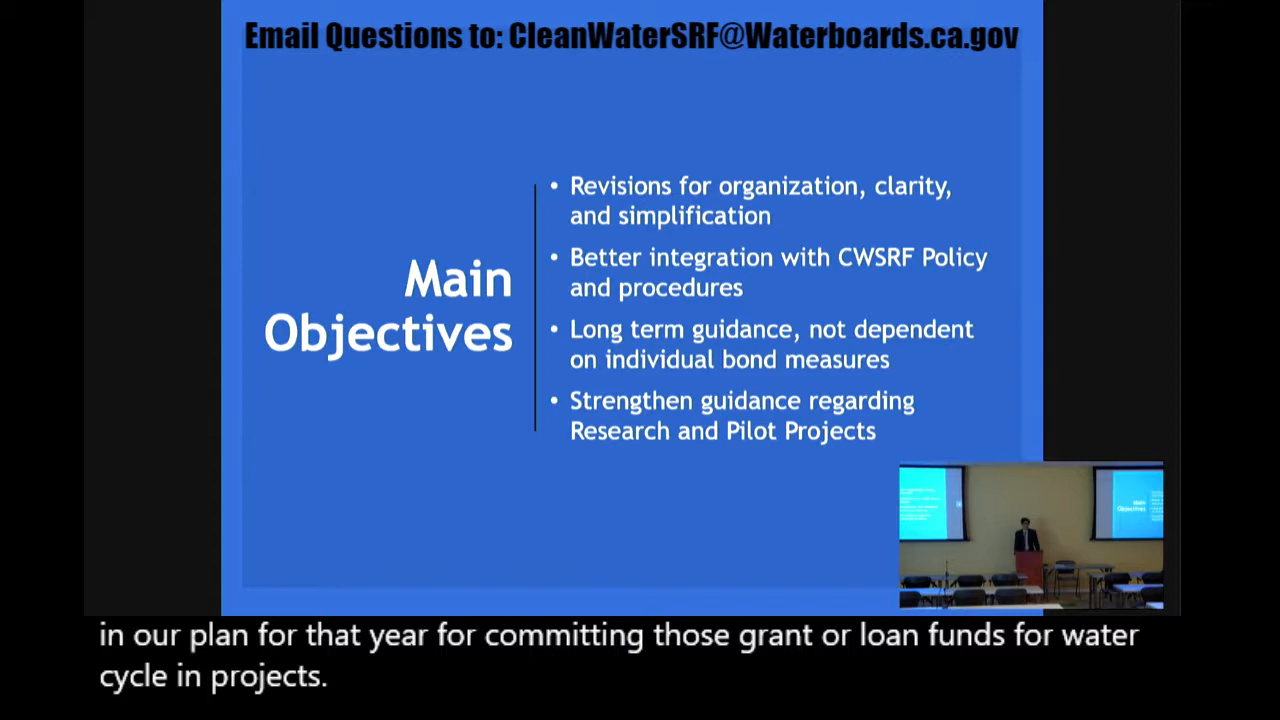 Email Questions to: CleanWaterSRF@Waterboards.ca.gov
Main
Objectives
• Revisions for organization, clarity,
and simplification
• Better integration with CWSRF Policy
and procedures
• Long term guidance, not dependent
on individual bond measures
• Strengthen guidance regarding
Research and Pilot Projects
Main
Objectives
in our plan for that year for committing those grant or loan funds for water
cycle in projects.